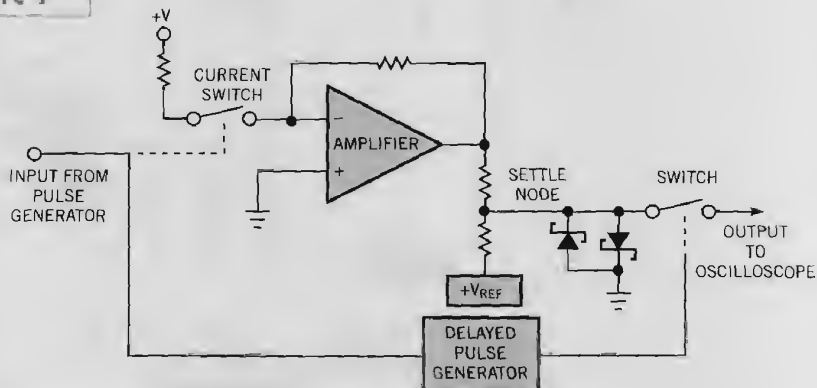 +V
CURRENT
SWITCH
−
AMPLIFIER
+
INPUT FROM
PULSE
GENERATOR
SETTLE
NODE
SWITCH
OUTPUT
TO
OSCILLOSCOPE
+VREF
DELAYED
PULSE
GENERATOR